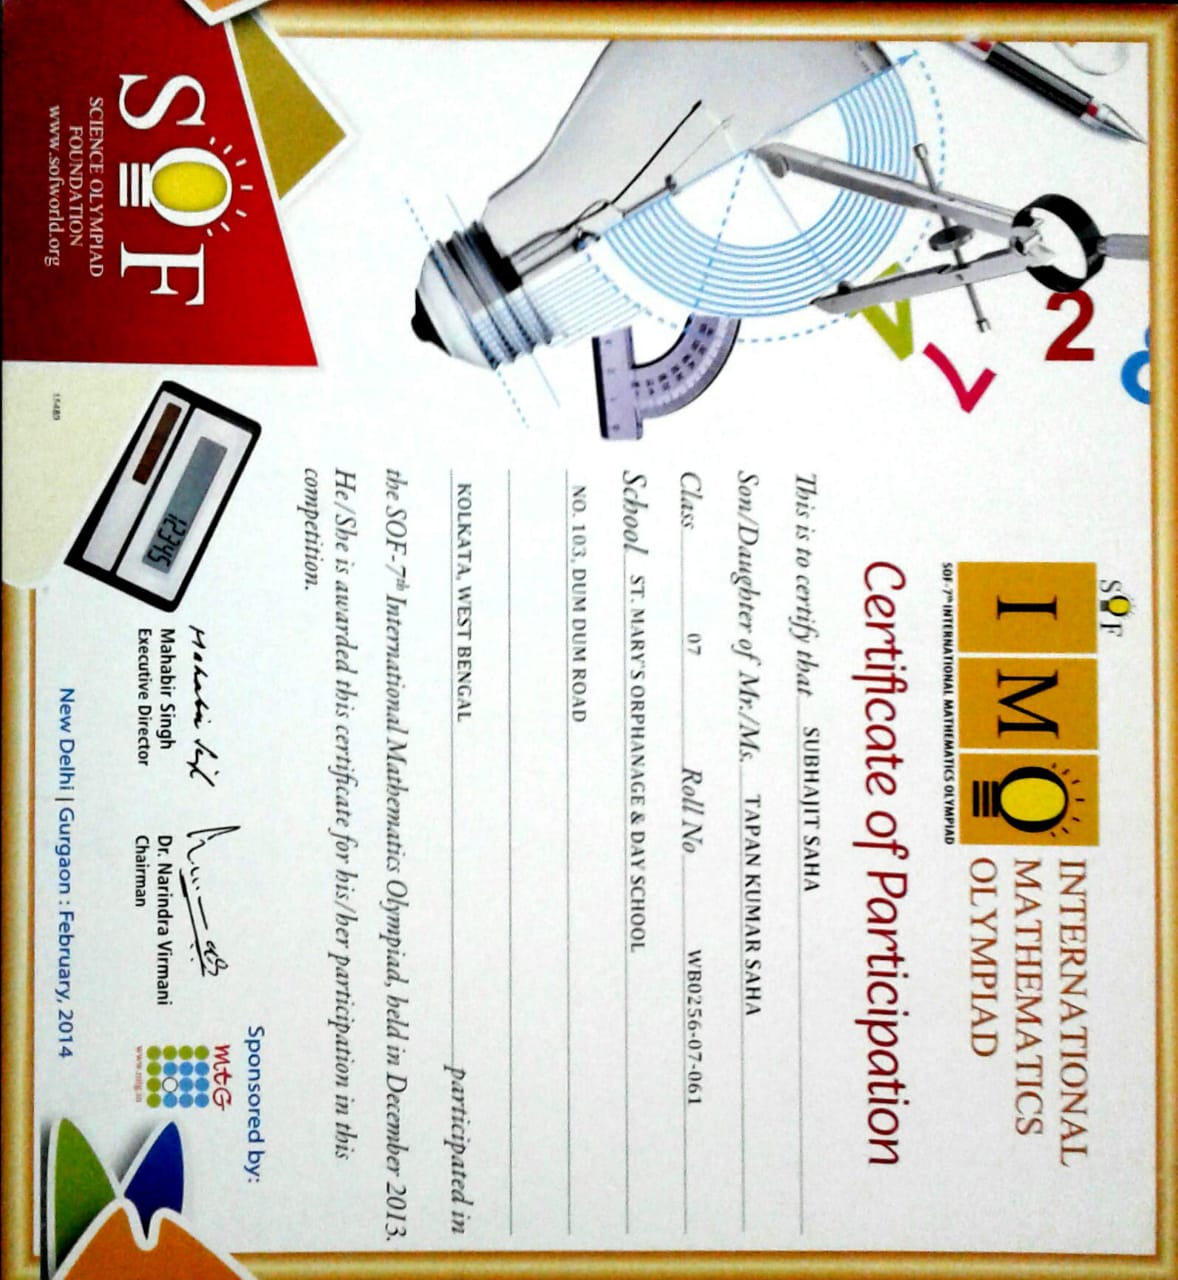 SOF
IMO
INTERNATIONAL
MATHEMATICS
OLYMPIAD
SOF-7th INTERNATIONAL MATHEMATICS OLYMPIAD
Certificate of Participation
This is to certify that SUBHAJIT SAHA
Son/Daughter of Mr./Ms. TAPAN KUMAR SAHA
Class 07 Roll No WB0256-07-061
School ST. MARY'S ORPHANAGE & DAY SCHOOL
NO. 103, DUM DUM ROAD
KOLKATA, WEST BENGAL participated in
the SOF-7th International Mathematics Olympiad, held in December 2013.
He/She is awarded this certificate for his/her participation in this
competition.
2
7
12345
SOF
SCIENCE OLYMPIAD
FOUNDATION
www.sofworld.org
15489
Mahabir Singh
Executive Director
Dr. Narindra Virmani
Chairman
Sponsored by:
mtG
New Delhi | Gurgaon : February, 2014